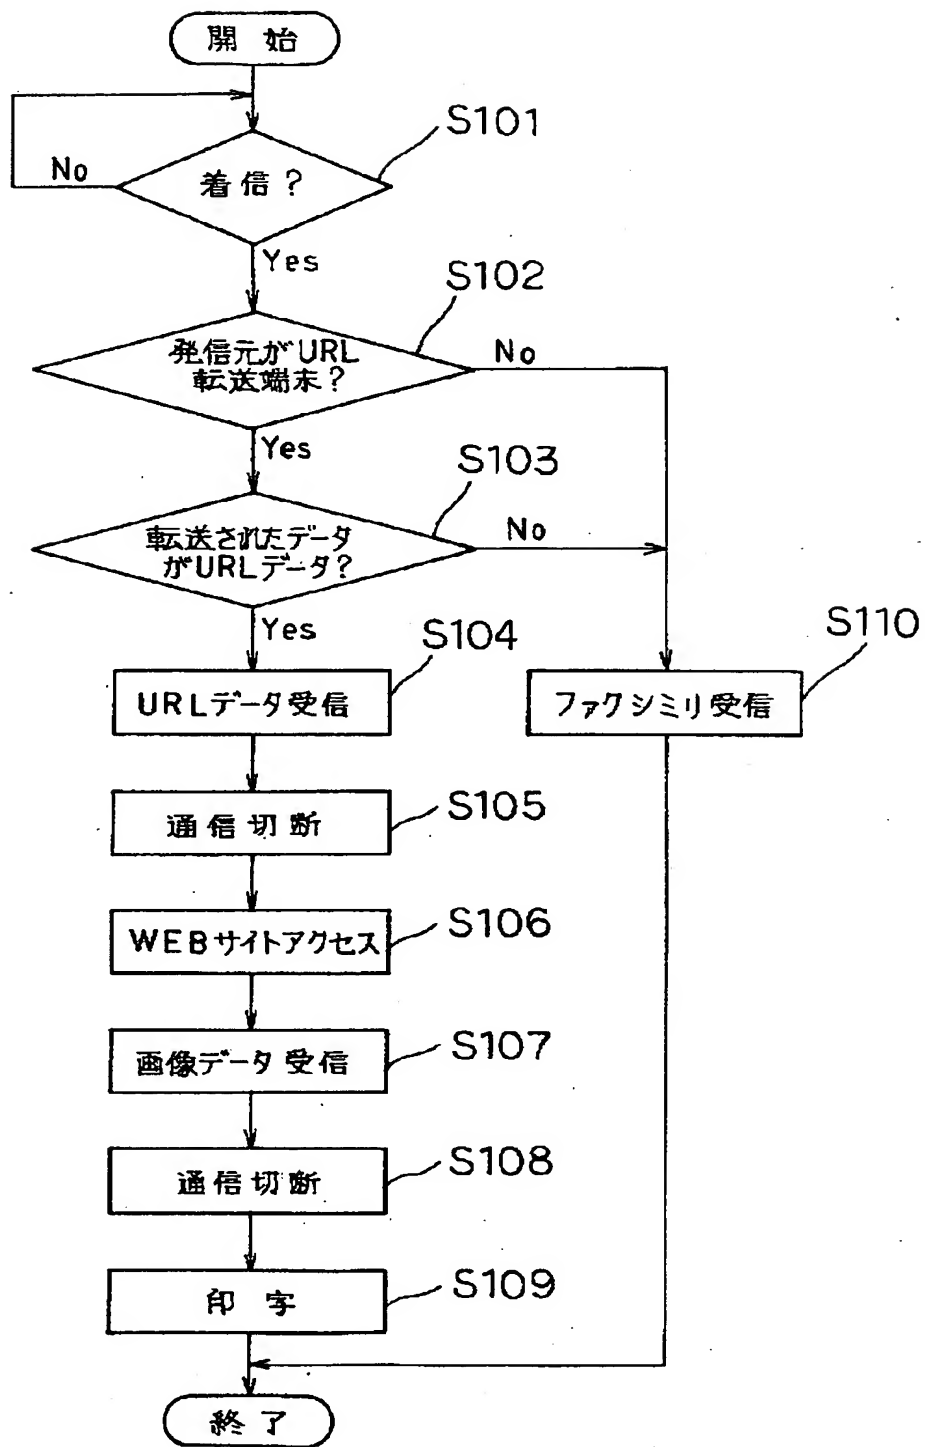 開始
S101
着信?
No
Yes
S102
発信元がURL
転送端末?
No
Yes
S103
転送されたデータ
がURLデータ?
No
Yes
S104
URLデータ受信
S110
ファクシミリ受信
S105
通信切断
S106
WEBサイトアクセス
S107
画像データ受信
S108
通信切断
S109
印字
終了